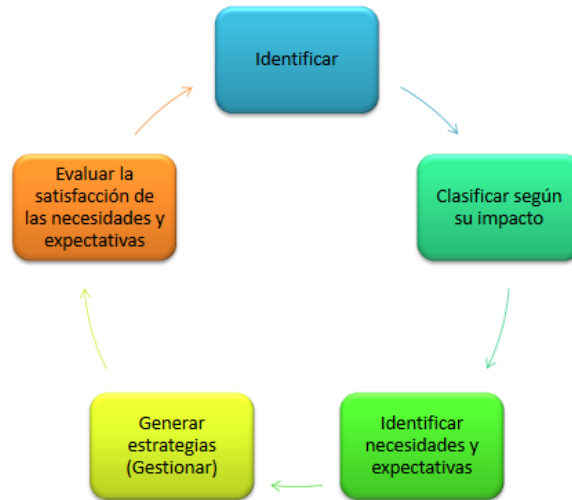 Identificar
Clasificar según
su impacto
Identificar
necesidades y
expectativas
Generar
estrategias
(Gestionar)
Evaluar la
satisfacción de
las necesidades y
expectativas